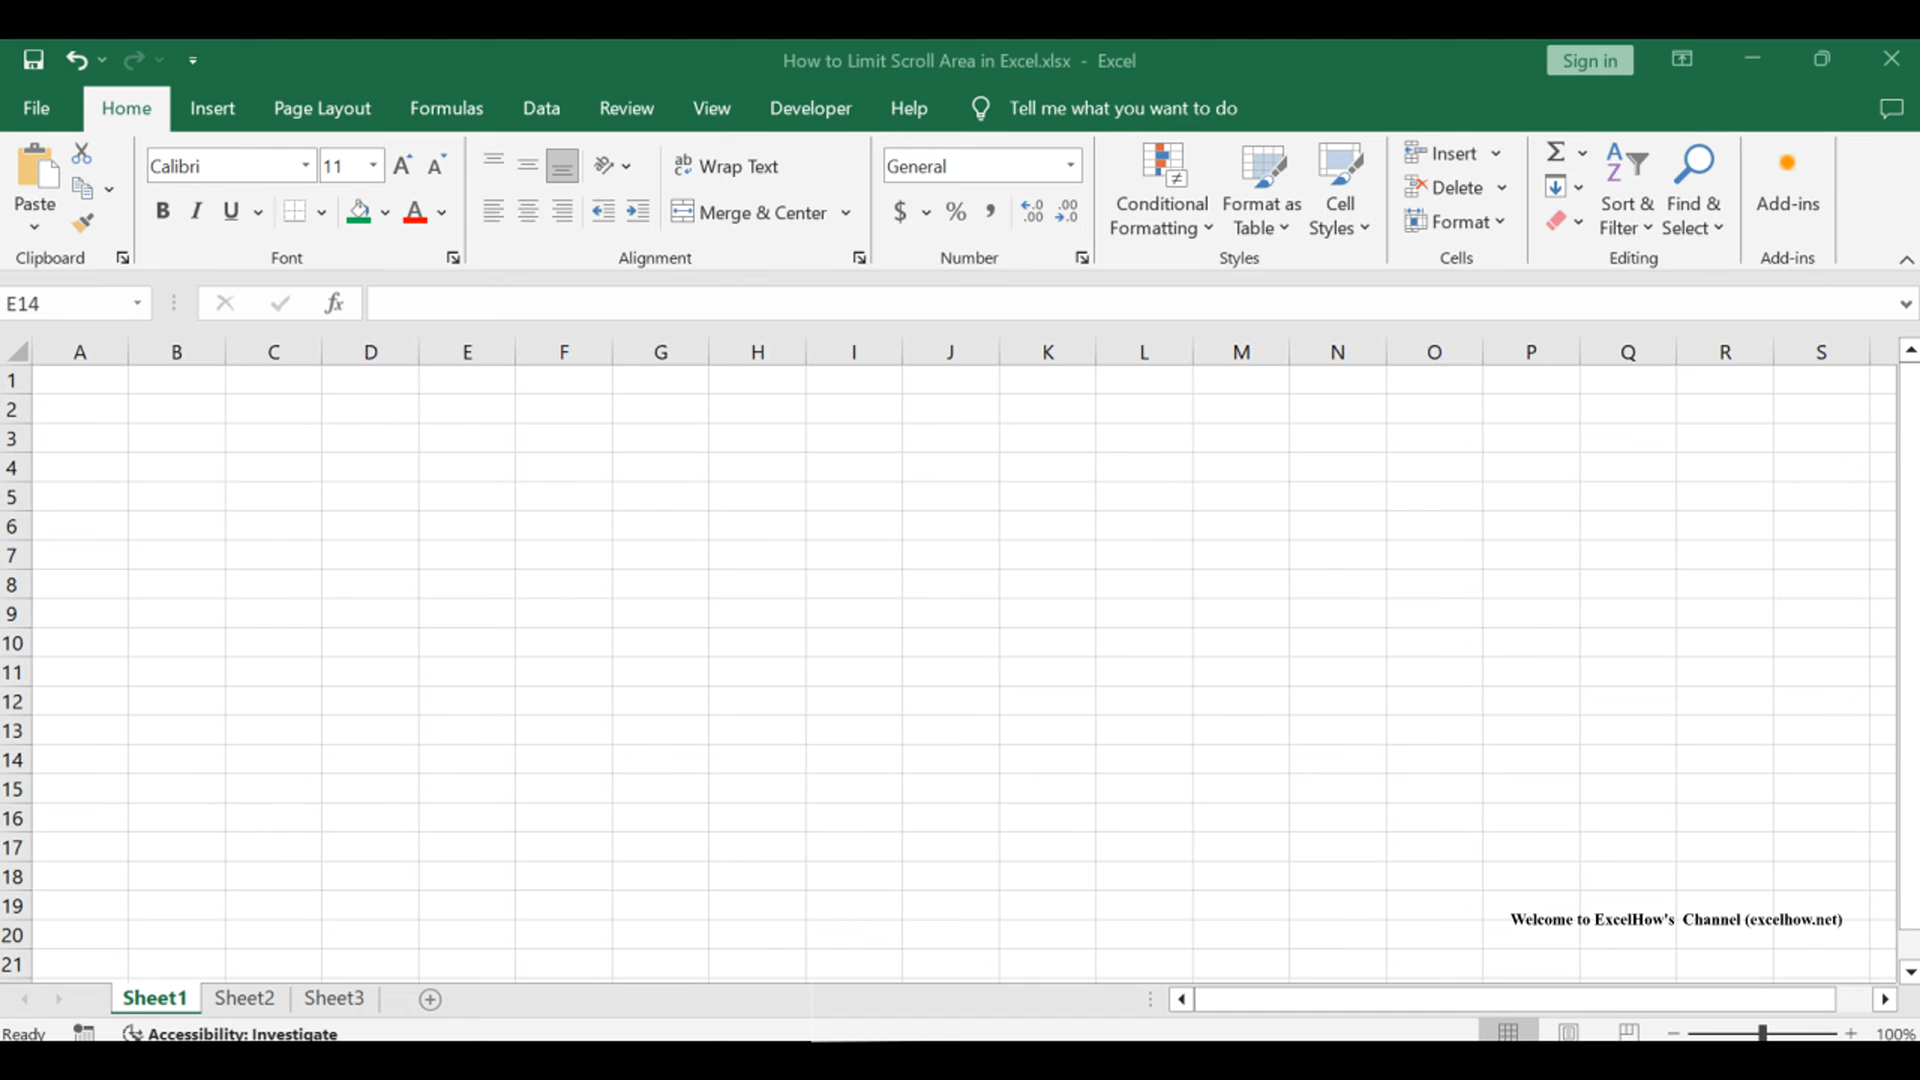 How to Limit Scroll Area in Excel.xlsx - Excel
Sign in
File Home Insert Page Layout Formulas Data Review View Developer Help Tell me what you want to do
Paste
Clipboard
Calibri 11
B I U A
Font
ab Wrap Text
Merge & Center
Alignment
General
$ % , .0 .00 .00 .0
Number
Conditional Formatting
Format as Table
Cell Styles
Styles
Insert
Delete
Format
Cells
Σ
Sort & Filter
Find & Select
Editing
Add-ins
Add-ins
E14
fx
A B C D E F G H I J K L M N O P Q R S
1
2
3
4
5
6
7
8
9
10
11
12
13
14
15
16
17
18
19
Welcome to ExcelHow's Channel (excelhow.net)
20
21
Sheet1 Sheet2 Sheet3
Ready Accessibility: Investigate 100%